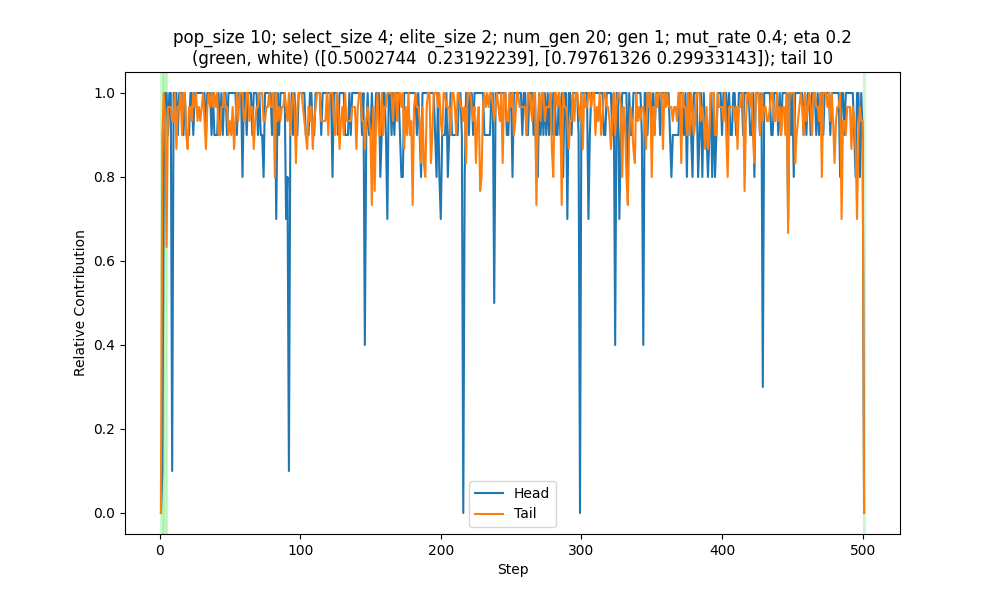 pop_size 10; select_size 4; elite_size 2; num_gen 20; gen 1; mut_rate 0.4; eta 0.2
(green, white) ([0.5002744  0.23192239], [0.79761326 0.29933143]); tail 10
1.0
0.8
0.6
0.4
0.2
0.0
Relative Contribution
Head
Tail
0
100
200
300
400
500
Step